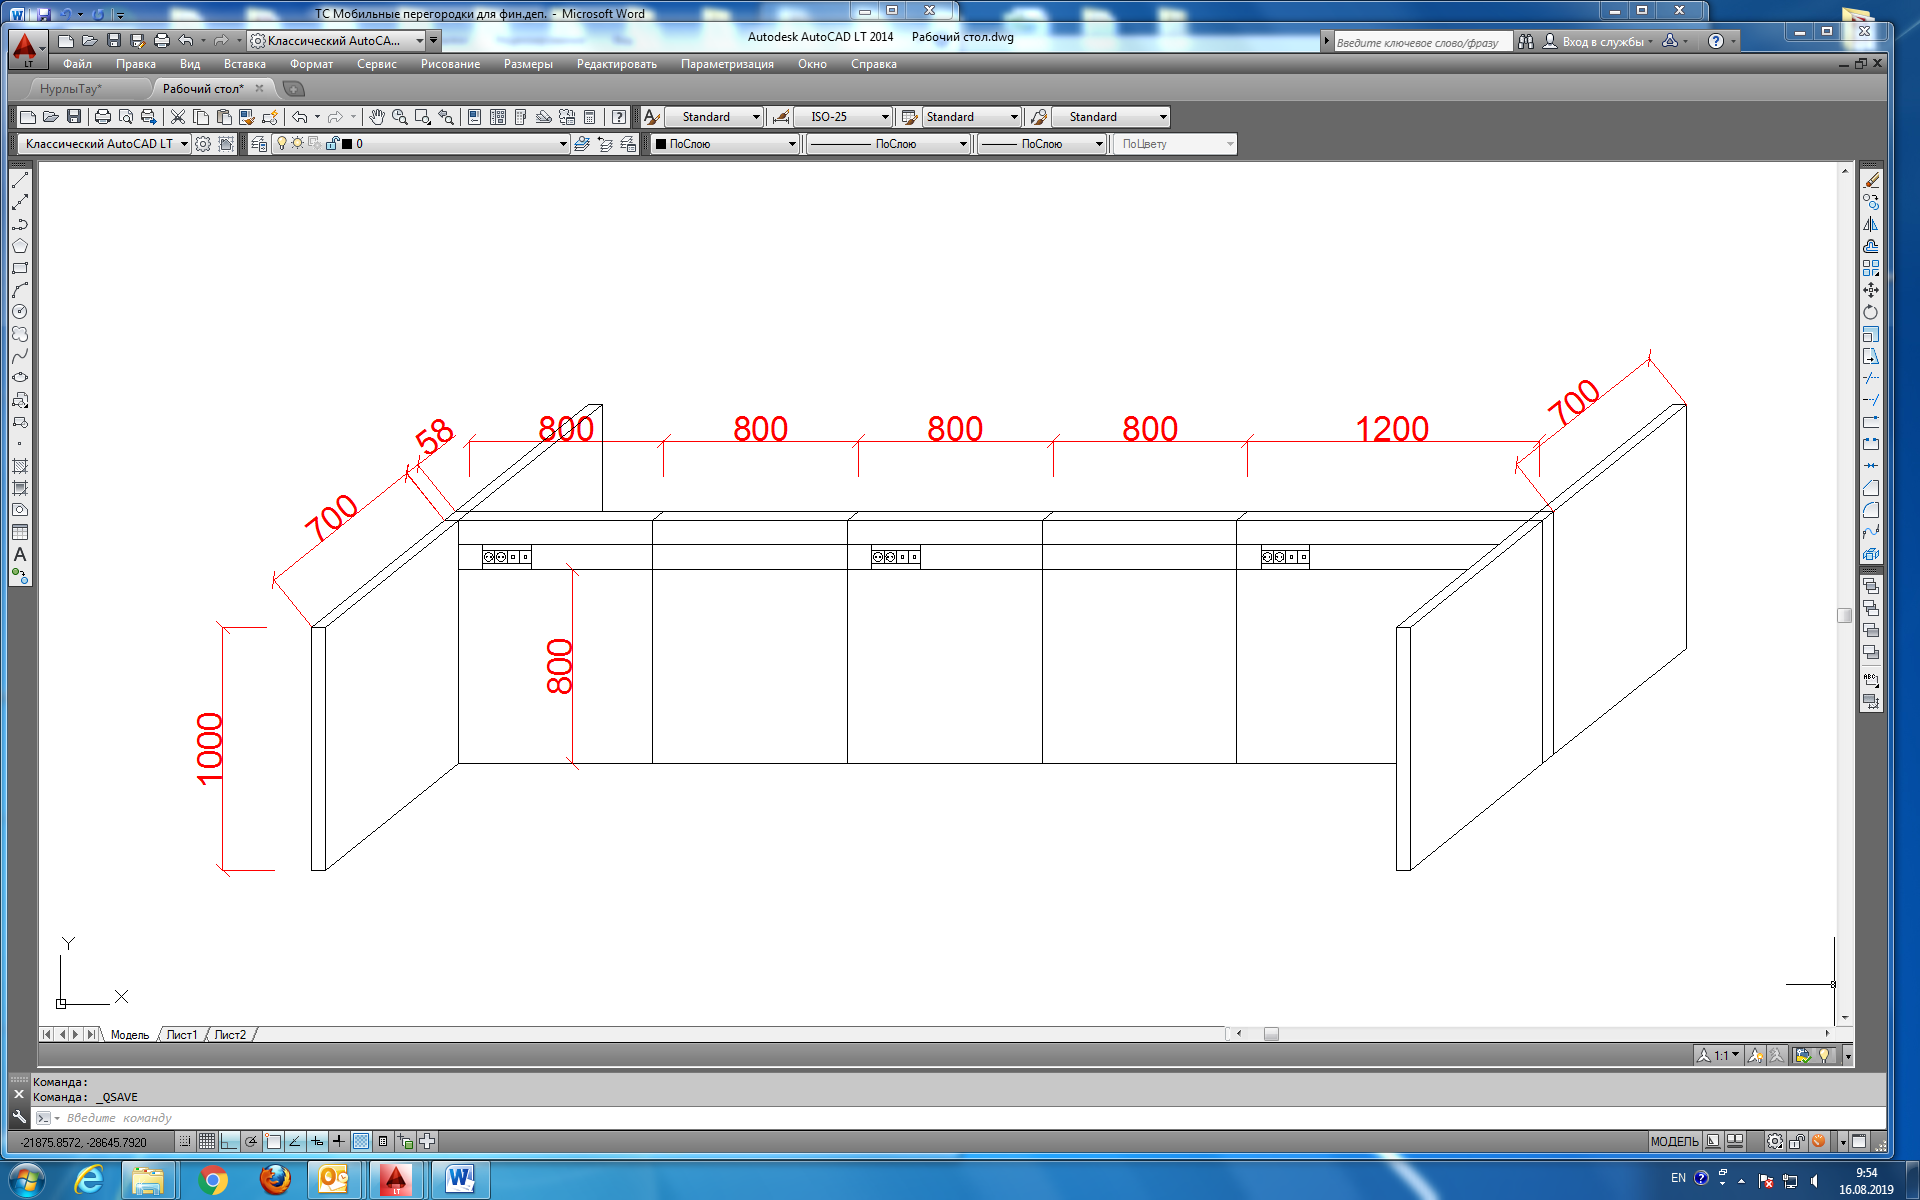 ТС Мобильные перегородки для фин.деп. - Microsoft Word
Классический AutoCA...
Autodesk AutoCAD LT 2014 Рабочий стол.dwg
Введите ключевое слово/фразу
Вход в службы
LT
Файл Правка Вид Вставка Формат Сервис Рисование Размеры Редактировать Параметризация Окно Справка
НурлыТау* Рабочий стол*
Standard ISO-25 Standard Standard
Классический AutoCAD LT 0 ПоСлою ПоСлою ПоСлою ПоЦвету
700
58 800 800 800 800 1200
700
800
1000
Y
X
A
ABC
Модель Лист1 Лист2
1:1
Команда:
Команда: _QSAVE
Введите команду
-21875.8572, -28645.7920
МОДЕЛЬ
LT
EN
9:54
16.08.2019